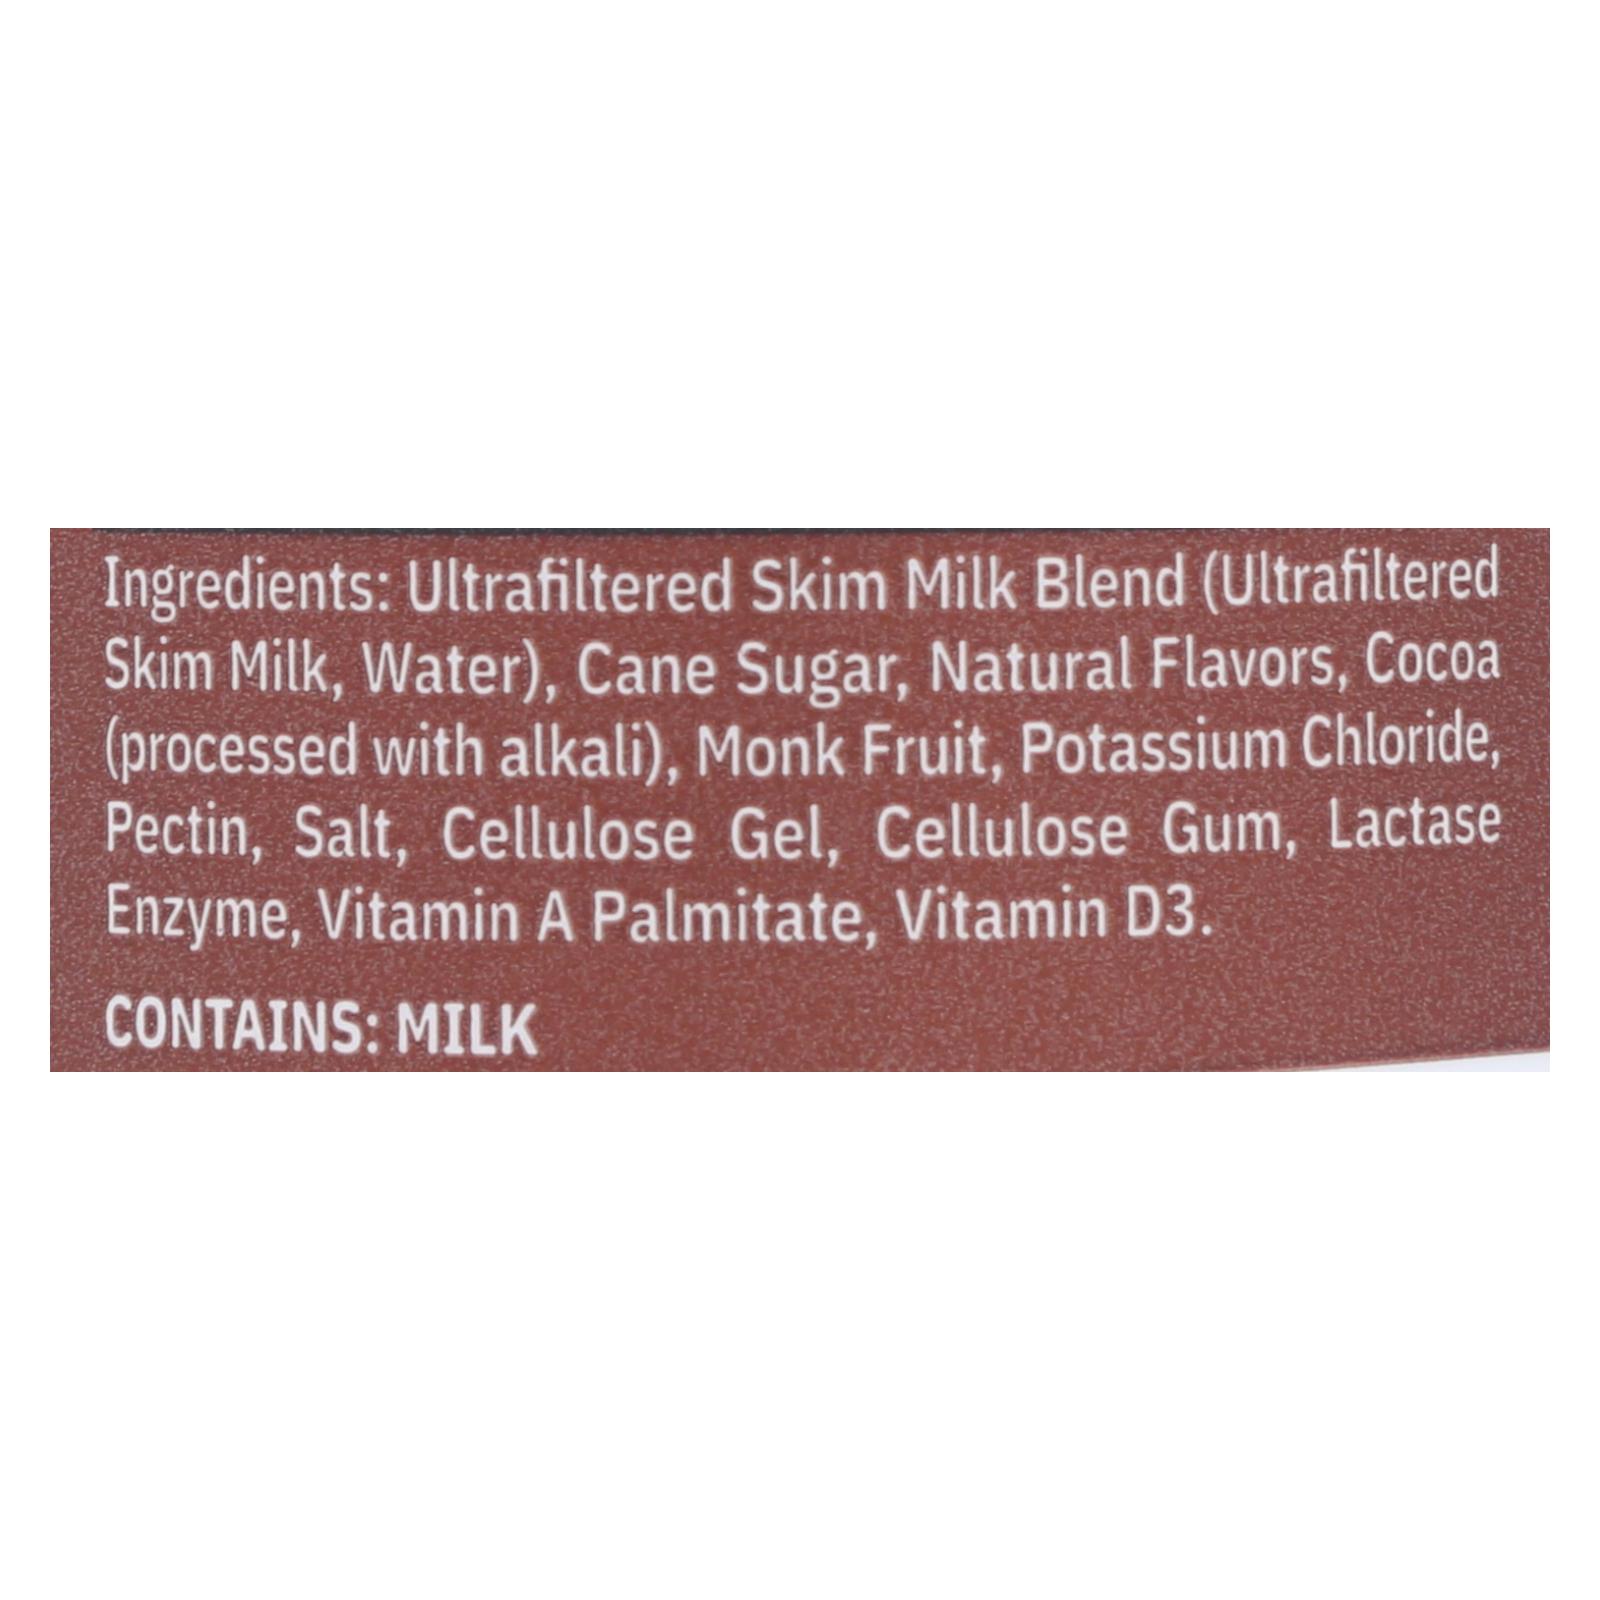 Ingredients: Ultrafiltered Skim Milk Blend (Ultrafiltered
Skim Milk, Water), Cane Sugar, Natural Flavors, Cocoa
(processed with alkali), Monk Fruit, Potassium Chloride,
Pectin, Salt, Cellulose Gel, Cellulose Gum, Lactase
Enzyme, Vitamin A Palmitate, Vitamin D3.
CONTAINS: MILK